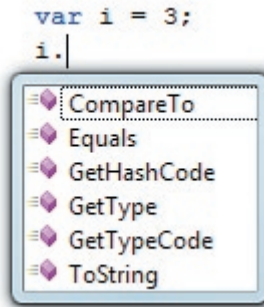 var i = 3;
i.
CompareTo
Equals
GetHashCode
GetType
GetTypeCode
ToString